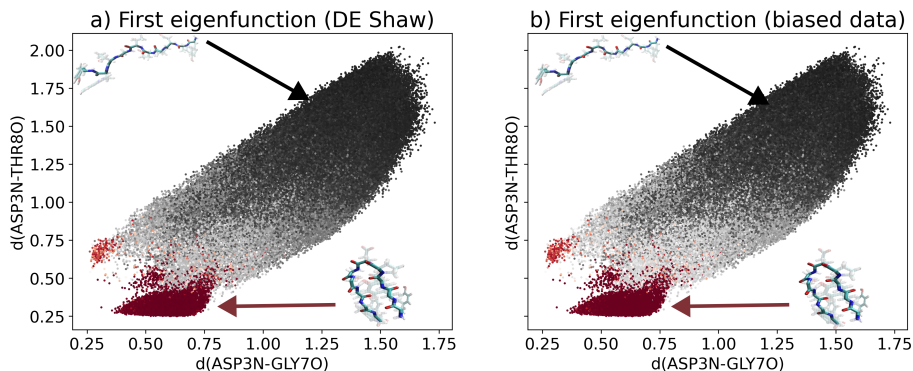 a) First eigenfunction (DE Shaw)
d(ASP3N-THR8O)
2.00
1.75
1.50
1.25
1.00
0.75
0.50
0.25
0.25 0.50 0.75 1.00 1.25 1.50 1.75
d(ASP3N-GLY7O)
b) First eigenfunction (biased data)
d(ASP3N-THR8O)
0.25 0.50 0.75 1.00 1.25 1.50 1.75
d(ASP3N-GLY7O)